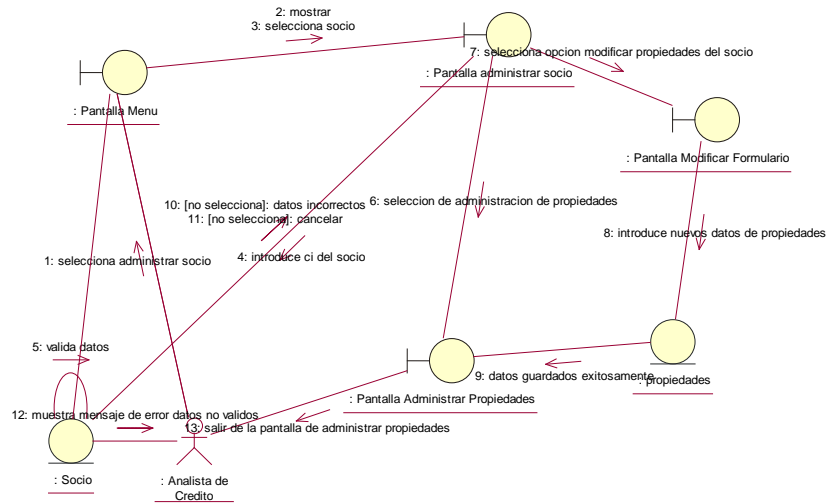 2: mostrar
3: selecciona socio
7: selecciona opcion modificar propiedades del socio
: Pantalla administrar socio
: Pantalla Menu
: Pantalla Modificar Formulario
10: [no selecciona]: datos incorrectos
6: seleccion de administracion de propiedades
11: [no selecciona]: cancelar
8: introduce nuevos datos de propiedades
1: selecciona administrar socio
4: introduce ci del socio
5: valida datos
9: datos guardados exitosamente
: propiedades
: Pantalla Administrar Propiedades
12: muestra mensaje de error datos no validos
13: salir de la pantalla de administrar propiedades
: Socio
: Analista de
Credito